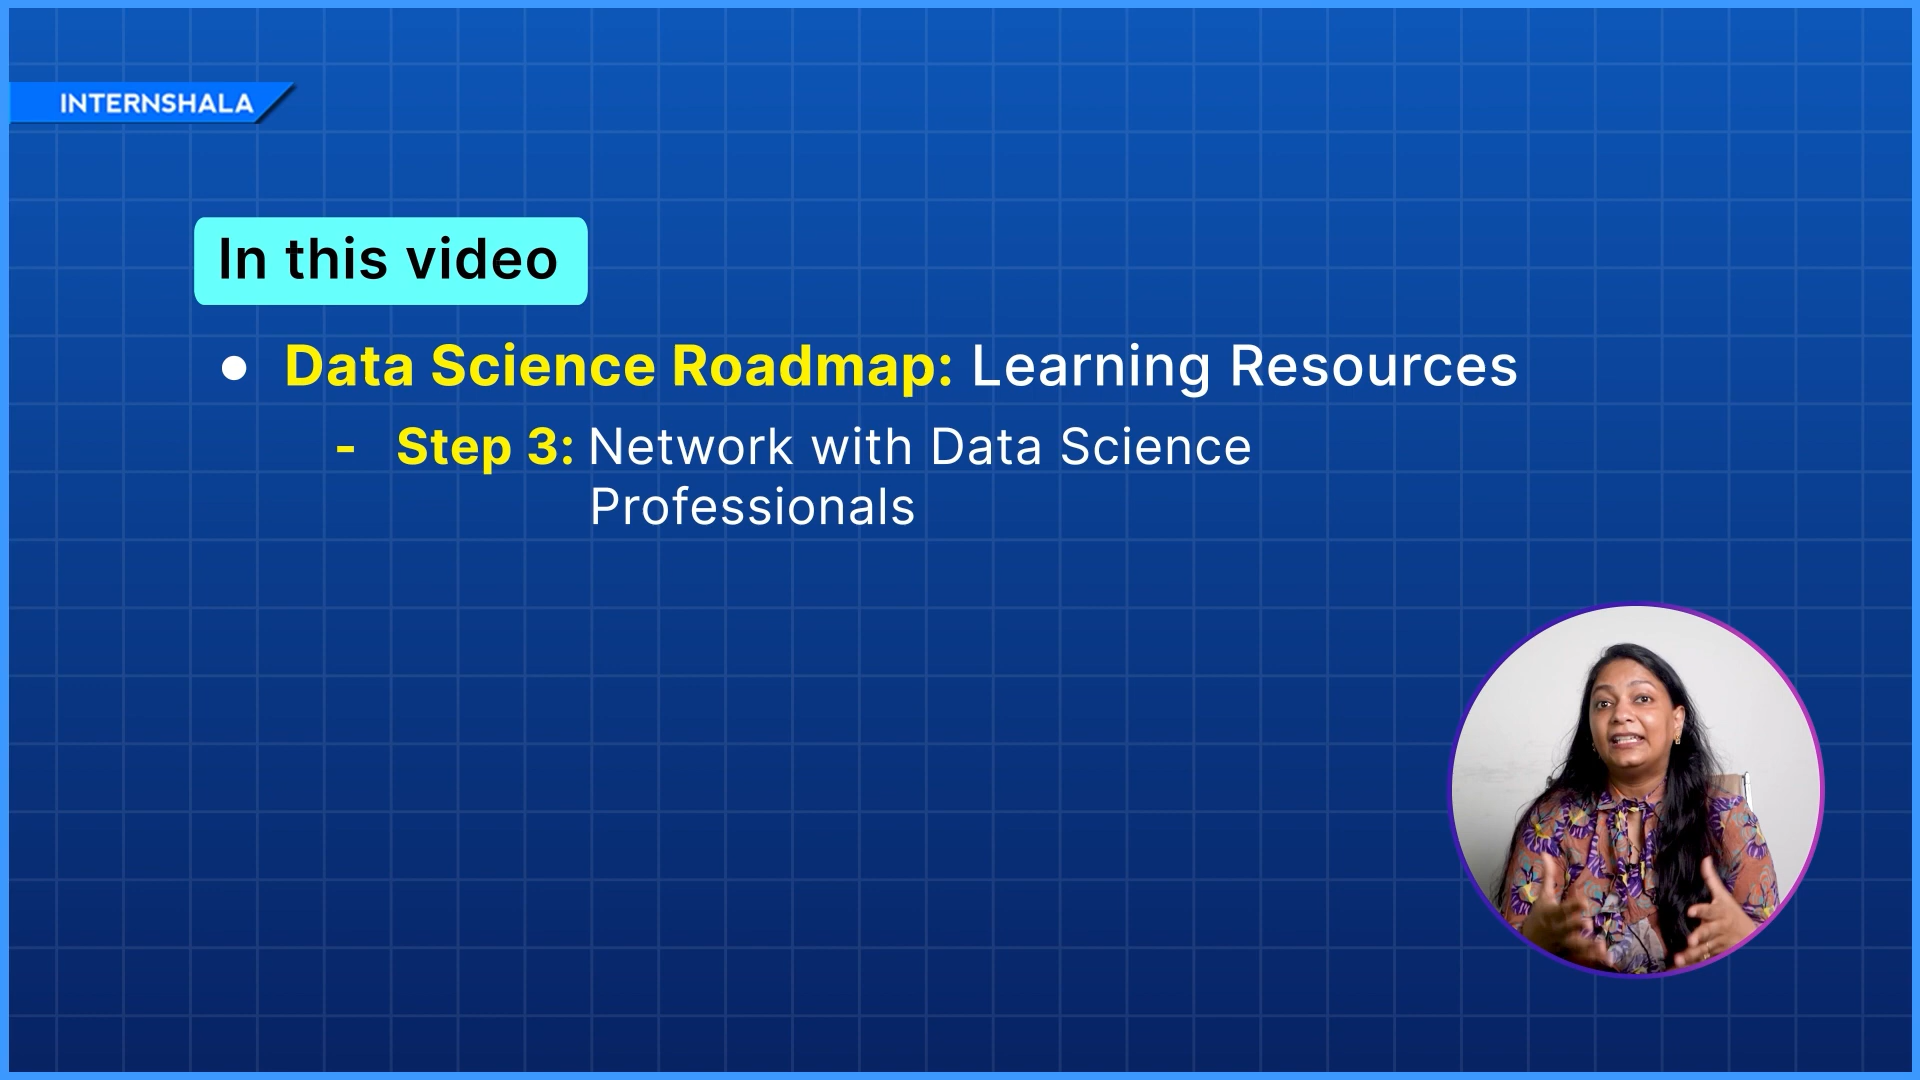 INTERNSHALA
In this video
● Data Science Roadmap: Learning Resources
- Step 3: Network with Data Science
Professionals